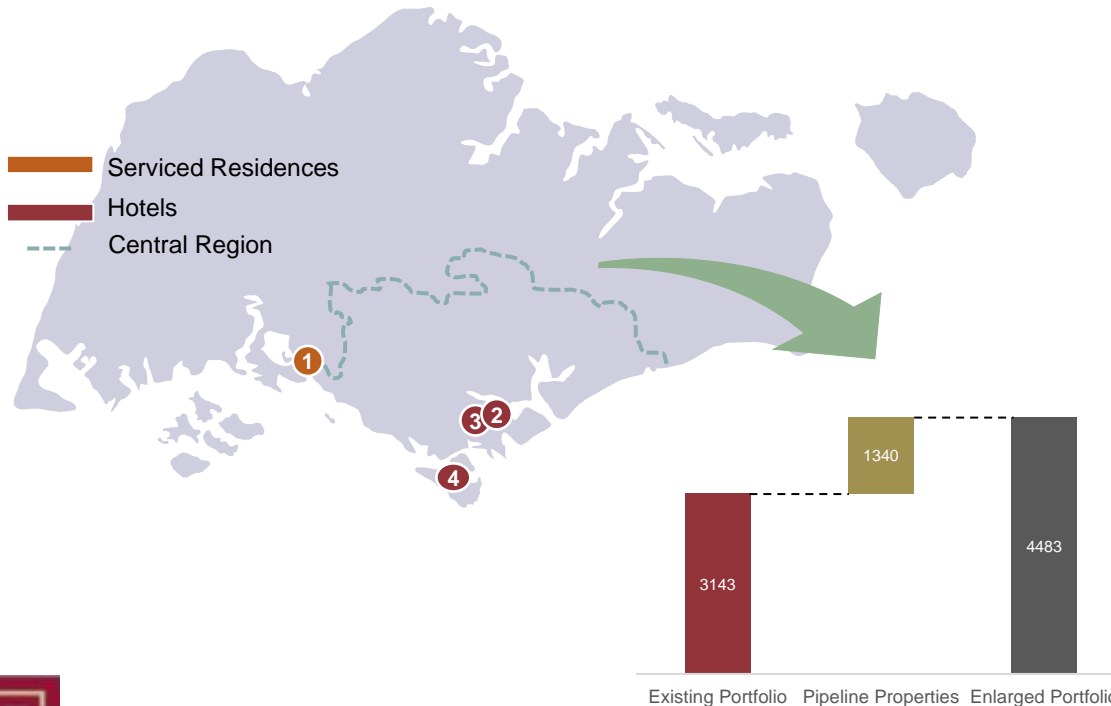 Serviced Residences
Hotels
Central Region
1
3
2
4
1340
3143
4483
Existing Portfolio
Pipeline Properties
Enlarged Portfolio